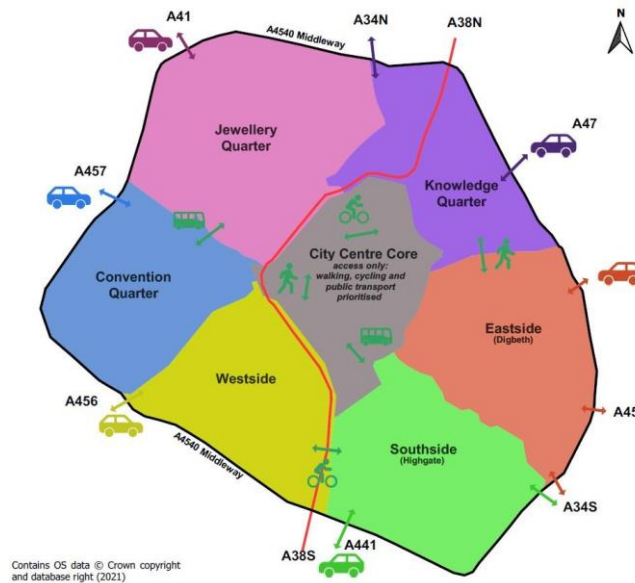 A41
A4540 Middleway
A34N
A38N
N
Jewellery
Quarter
A47
A457
Knowledge
Quarter
City Centre Core
access only:
walking, cycling and
public transport
prioritised
Convention
Quarter
Eastside
(Digbeth)
Westside
A456
A45
A4540 Middleway
Southside
(Highgate)
A34S
A38S
A441
Contains OS data © Crown copyright
and database right (2021)